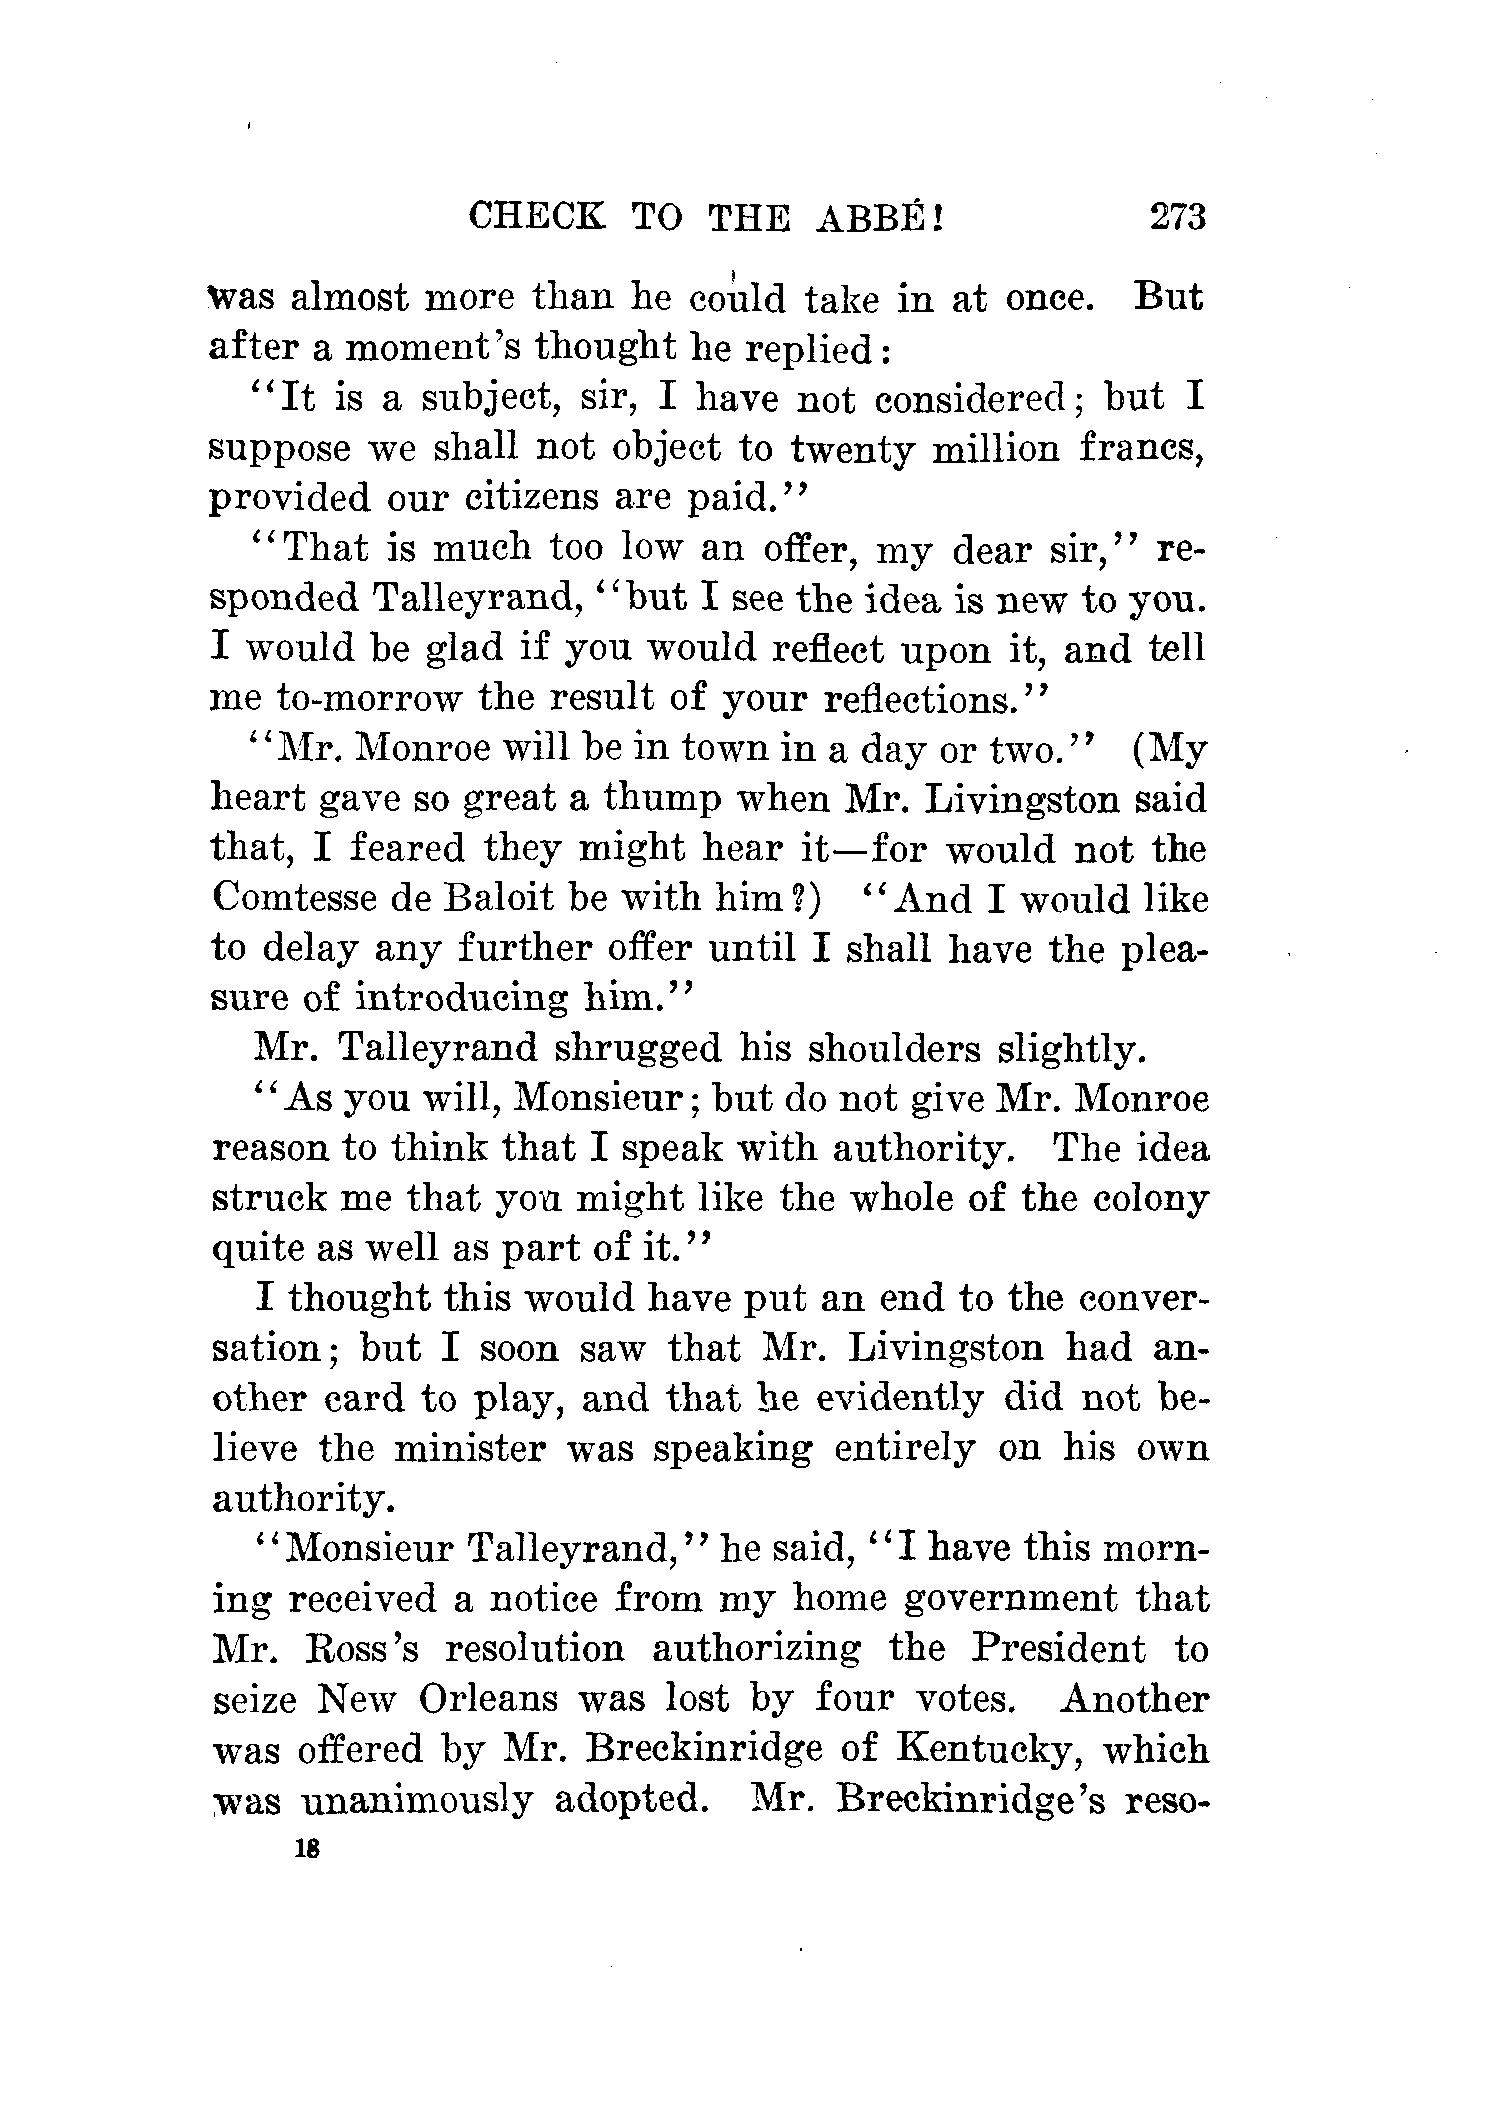 CHECK TO THE ABBÉ! 273
was almost more than he could take in at once. But
after a moment's thought he replied:
"It is a subject, sir, I have not considered; but I
suppose we shall not object to twenty million francs,
provided our citizens are paid."
"That is much too low an offer, my dear sir," re-
sponded Talleyrand, "but I see the idea is new to you.
I would be glad if you would reflect upon it, and tell
me to-morrow the result of your reflections."
"Mr. Monroe will be in town in a day or two." (My
heart gave so great a thump when Mr. Livingston said
that, I feared they might hear it—for would not the
Comtesse de Baloit be with him?) "And I would like
to delay any further offer until I shall have the plea-
sure of introducing him."
Mr. Talleyrand shrugged his shoulders slightly.
"As you will, Monsieur; but do not give Mr. Monroe
reason to think that I speak with authority. The idea
struck me that you might like the whole of the colony
quite as well as part of it."
I thought this would have put an end to the conver-
sation; but I soon saw that Mr. Livingston had an-
other card to play, and that he evidently did not be-
lieve the minister was speaking entirely on his own
authority.
"Monsieur Talleyrand," he said, "I have this morn-
ing received a notice from my home government that
Mr. Ross's resolution authorizing the President to
seize New Orleans was lost by four votes. Another
was offered by Mr. Breckinridge of Kentucky, which
was unanimously adopted. Mr. Breckinridge's reso-
18